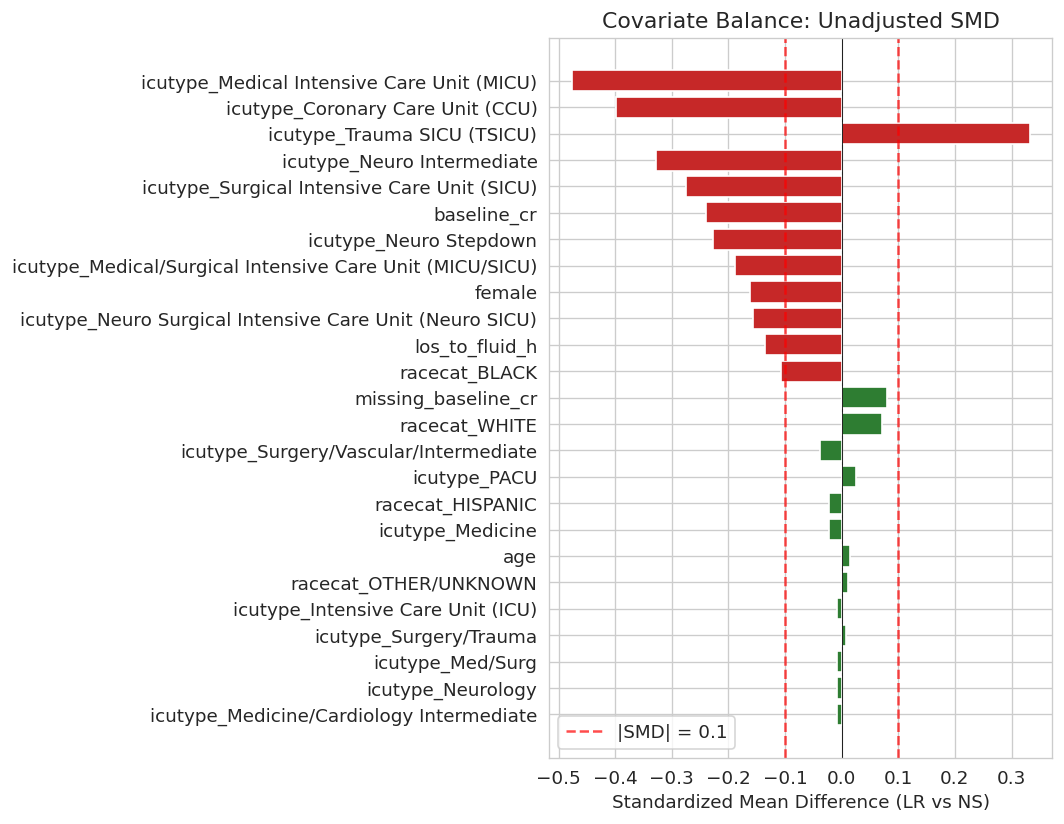 Covariate Balance: Unadjusted SMD
icutype_Medical Intensive Care Unit (MICU)
icutype_Coronary Care Unit (CCU)
icutype_Trauma SICU (TSICU)
icutype_Neuro Intermediate
icutype_Surgical Intensive Care Unit (SICU)
baseline_cr
icutype_Neuro Stepdown
icutype_Medical/Surgical Intensive Care Unit (MICU/SICU)
female
icutype_Neuro Surgical Intensive Care Unit (Neuro SICU)
los_to_fluid_h
racecat_BLACK
missing_baseline_cr
racecat_WHITE
icutype_Surgery/Vascular/Intermediate
icutype_PACU
racecat_HISPANIC
icutype_Medicine
age
racecat_OTHER/UNKNOWN
icutype_Intensive Care Unit (ICU)
icutype_Surgery/Trauma
icutype_Med/Surg
icutype_Neurology
icutype_Medicine/Cardiology Intermediate
|SMD| = 0.1
−0.5 −0.4 −0.3 −0.2 −0.1 0.0 0.1 0.2 0.3
Standardized Mean Difference (LR vs NS)